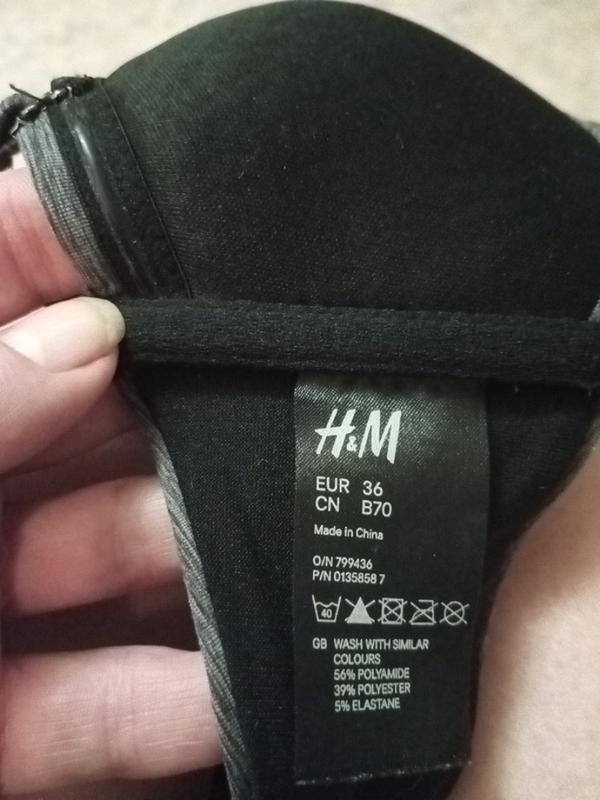 H&M
EUR 36
CN B70
Made in China
O/N 799436
P/N 0135858 7
40
GB WASH WITH SIMILAR
COLOURS
56% POLYAMIDE
39% POLYESTER
5% ELASTANE